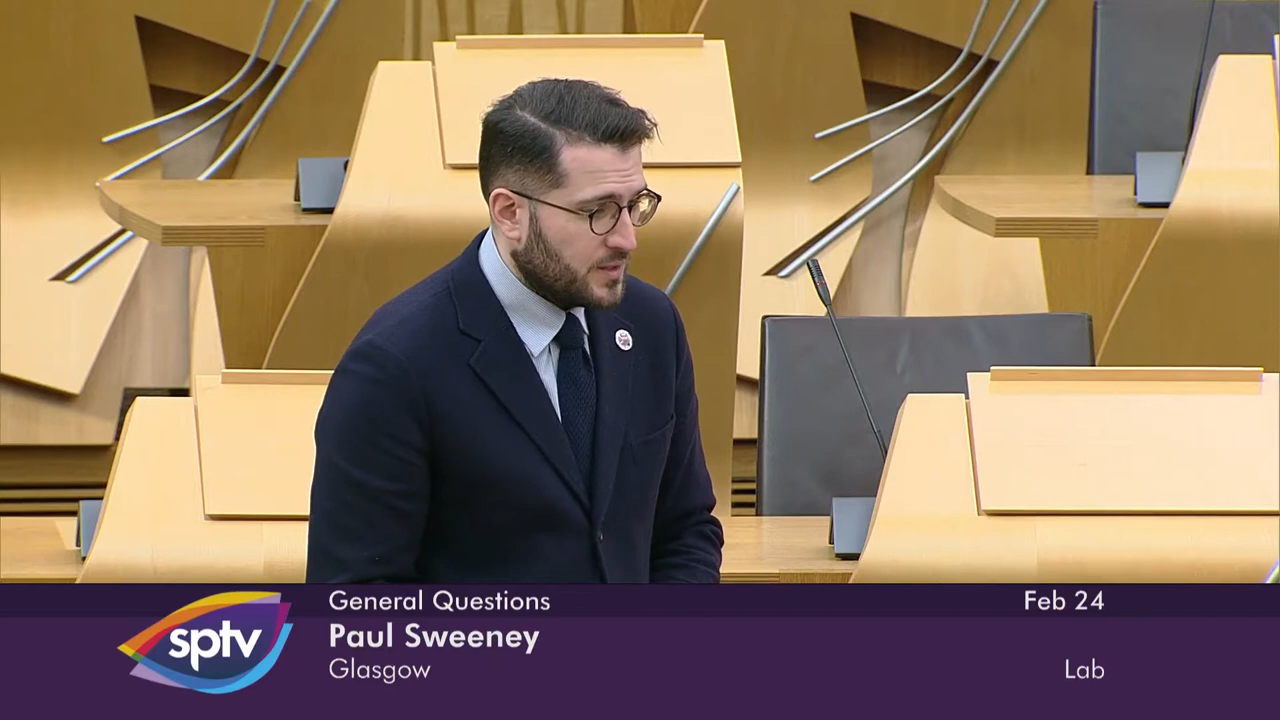 General Questions
Feb 24
Paul Sweeney
Glasgow
Lab
sptv